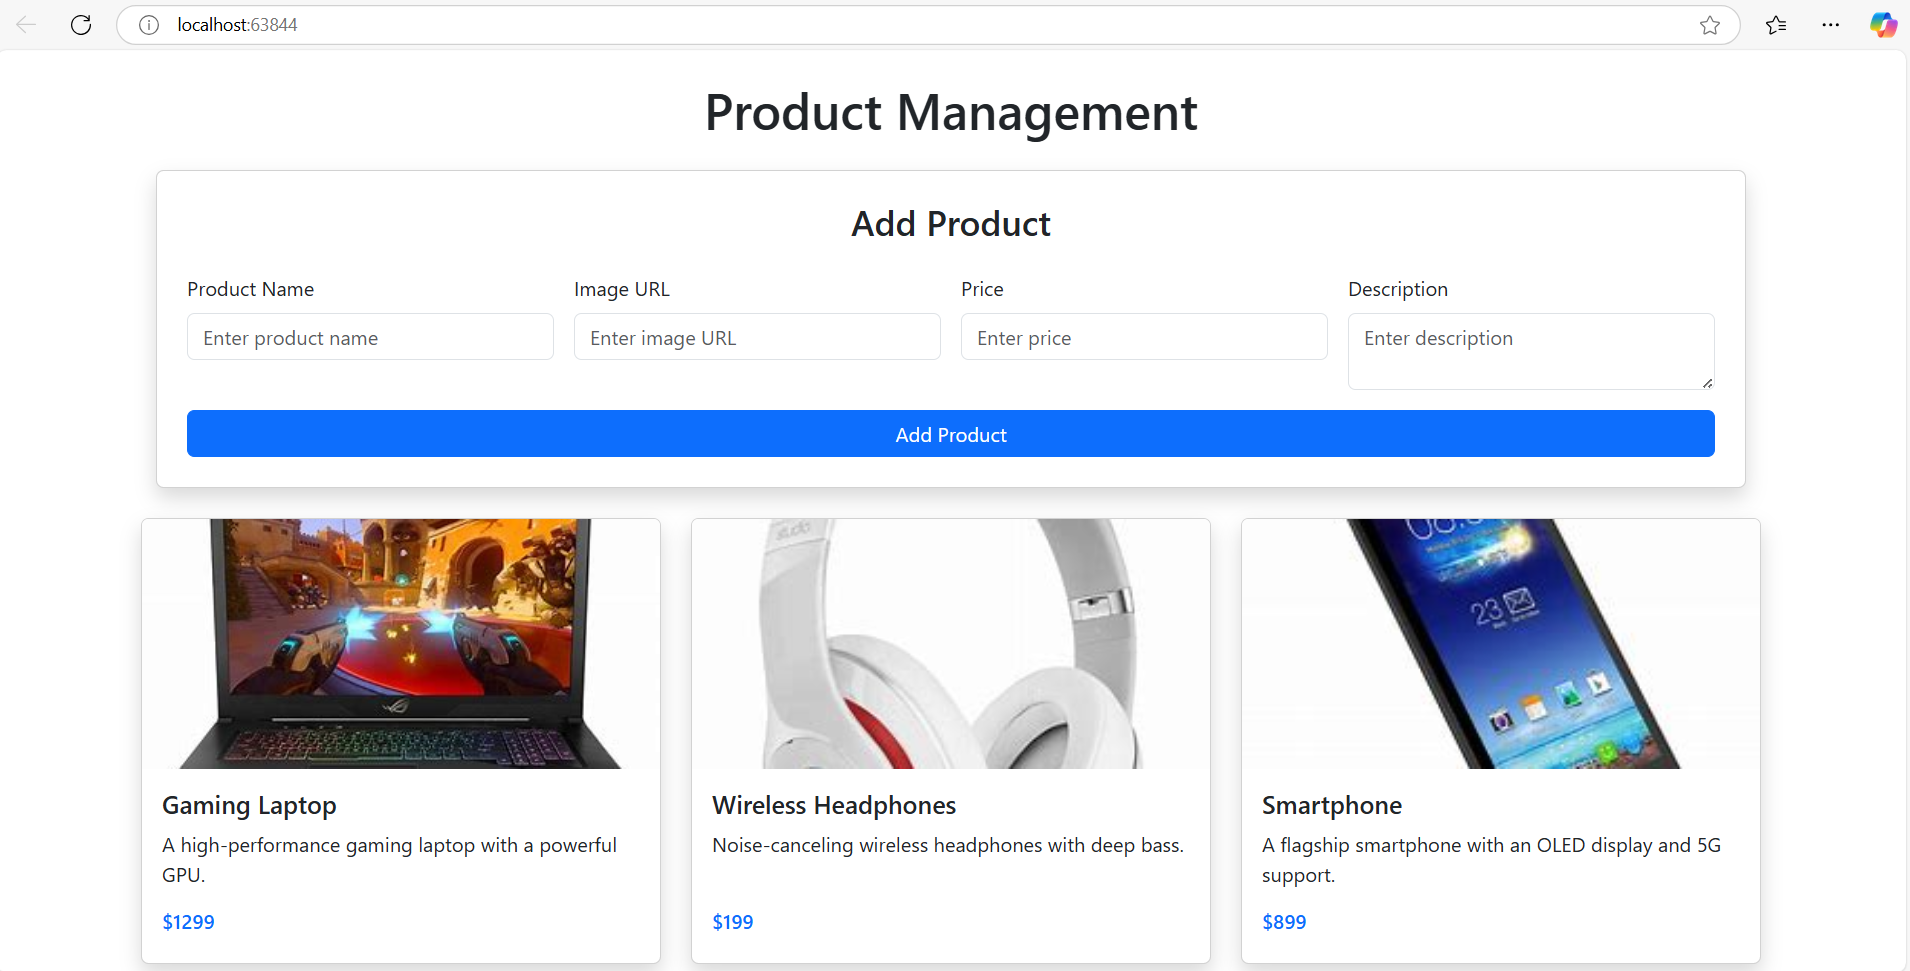 localhost:63844
Product Management
Add Product
Product Name
Image URL
Price
Description
Enter product name
Enter image URL
Enter price
Enter description
Add Product
studio
23
Gaming Laptop
A high-performance gaming laptop with a powerful
GPU.
$1299
Wireless Headphones
Noise-canceling wireless headphones with deep bass.
$199
Smartphone
A flagship smartphone with an OLED display and 5G
support.
$899